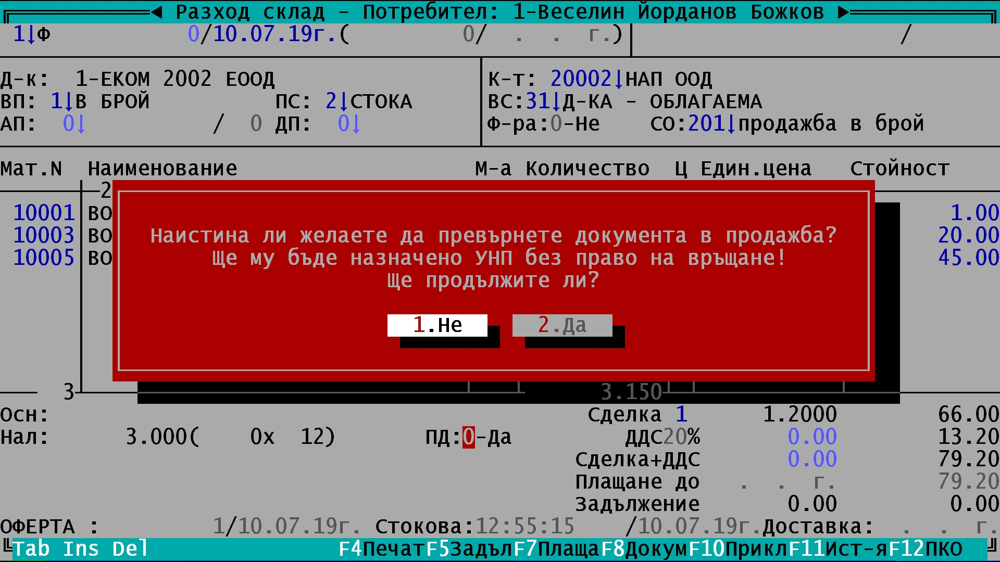 Разход склад - Потребител: 1-Веселин Йорданов Божков
1↓Ф 0/10.07.19г.( 0/ . . г.) /
Д-к: 1-ЕКОМ 2002 ЕООД К-т: 20002↓НАП ООД
ВП: 1↓В БРОЙ ПС: 2↓СТОКА ВС:31↓Д-КА - ОБЛАГАЕМА
АП: 0↓ / 0 ДП: 0↓ Ф-ра:0-Не СО:201↓продажба в брой
Мат.N Наименование М-а Количество Ц Един.цена Стойност
2
10001 ВО 1.00
10003 ВО 20.00
10005 ВО 45.00
Наистина ли желаете да превърнете документа в продажба?
Ще му бъде назначено УНП без право на връщане!
Ще продължите ли?
1.Не 2.Да
3 3.150
Осн: Сделка 1 1.2000 66.00
Нал: 3.000( 0x 12) ПД:0-Да ДДС20% 0.00 13.20
Сделка+ДДС 0.00 79.20
Плащане до . . г. 79.20
Задължение 0.00 0.00
ОФЕРТА : 1/10.07.19г. Стокова:12:55:15 /10.07.19г.Доставка: . . г.
Tab Ins Del F4ПечатF5ЗадълF7ПлащаF8ДокумF10ПриклF11Ист-яF12ПКО